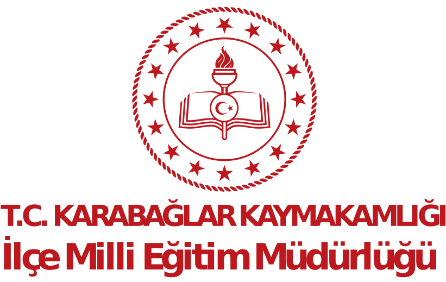 T.C. KARABAĞLAR KAYMAKAMLIĞI
İlçe Milli Eğitim Müdürlüğü